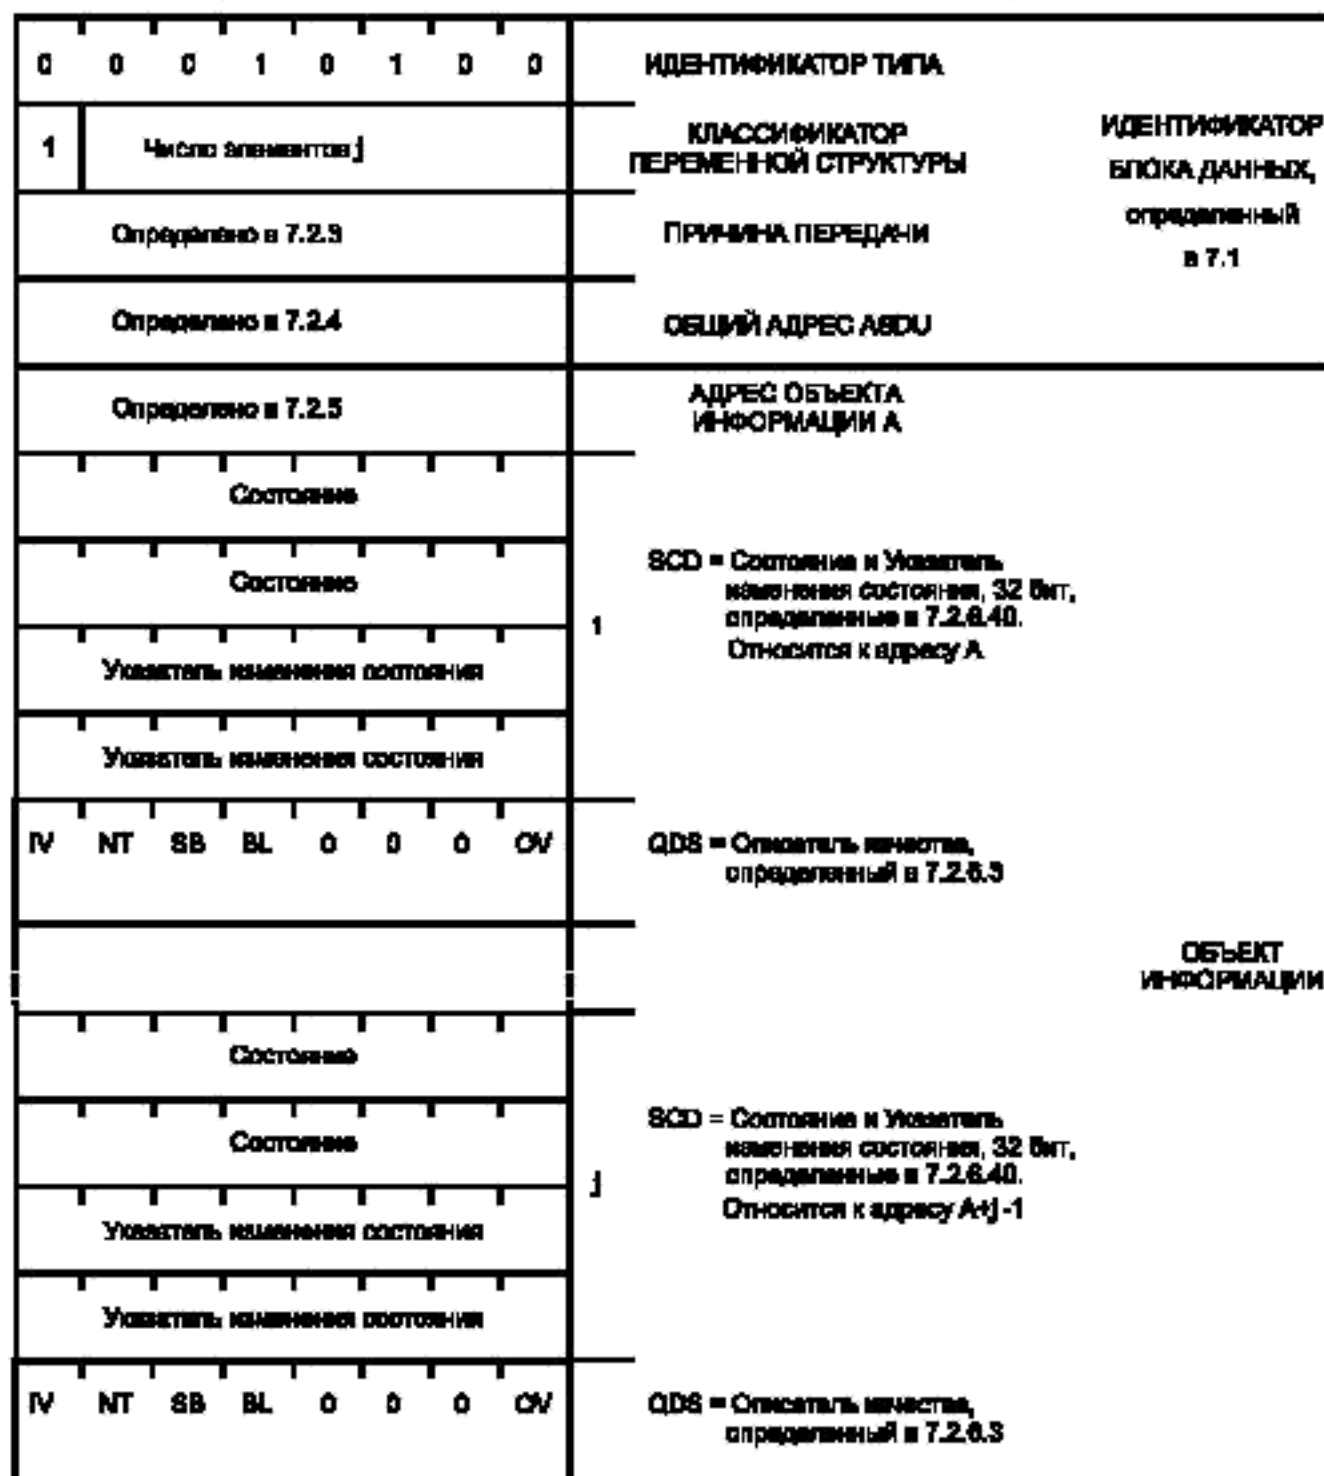 0 0 0 1 0 1 0 0
ИДЕНТИФИКАТОР ТИПА
1 Число элементов j
КЛАССИФИКАТОР
ПЕРЕМЕННОЙ СТРУКТУРЫ
ИДЕНТИФИКАТОР
БЛОКА ДАННЫХ,
определенный
в 7.1
Определено в 7.2.3
ПРИЧИНА ПЕРЕДАЧИ
Определено в 7.2.4
ОБЩИЙ АДРЕС ASDU
Определено в 7.2.5
АДРЕС ОБЪЕКТА
ИНФОРМАЦИИ А
Состояние
Состояние
Указатель изменения состояния
Указатель изменения состояния
1
SCD = Состояние и Указатель
изменения состояния, 32 бит,
определенные в 7.2.6.40.
Относится к адресу А
IV NT SB BL 0 0 0 OV
QDS = Описатель качества,
определенный в 7.2.6.3
ОБЪЕКТ
ИНФОРМАЦИИ
Состояние
Состояние
Указатель изменения состояния
Указатель изменения состояния
j
SCD = Состояние и Указатель
изменения состояния, 32 бит,
определенные в 7.2.6.40.
Относится к адресу А+j -1
IV NT SB BL 0 0 0 OV
QDS = Описатель качества,
определенный в 7.2.6.3